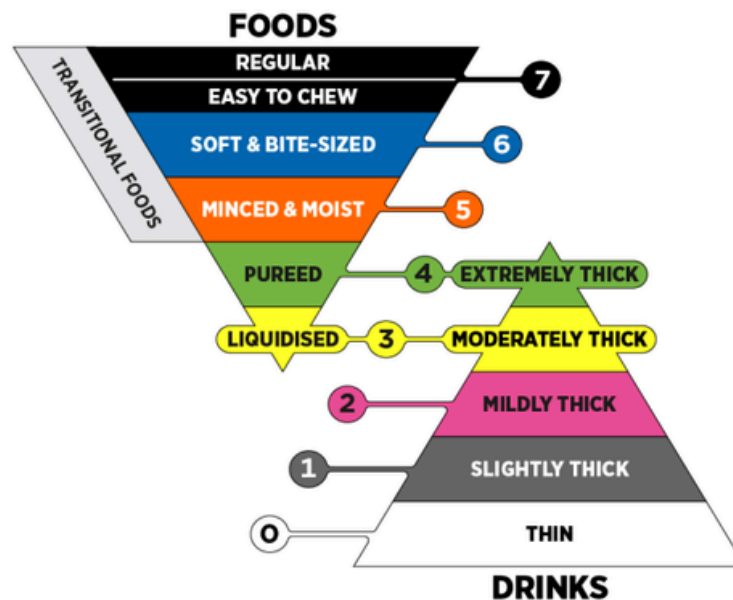 FOODS
TRANSITIONAL FOODS
REGULAR
EASY TO CHEW
7
SOFT & BITE-SIZED
6
MINCED & MOIST
5
PUREED
4
EXTREMELY THICK
LIQUIDISED
3
MODERATELY THICK
2
MILDLY THICK
1
SLIGHTLY THICK
0
THIN
DRINKS